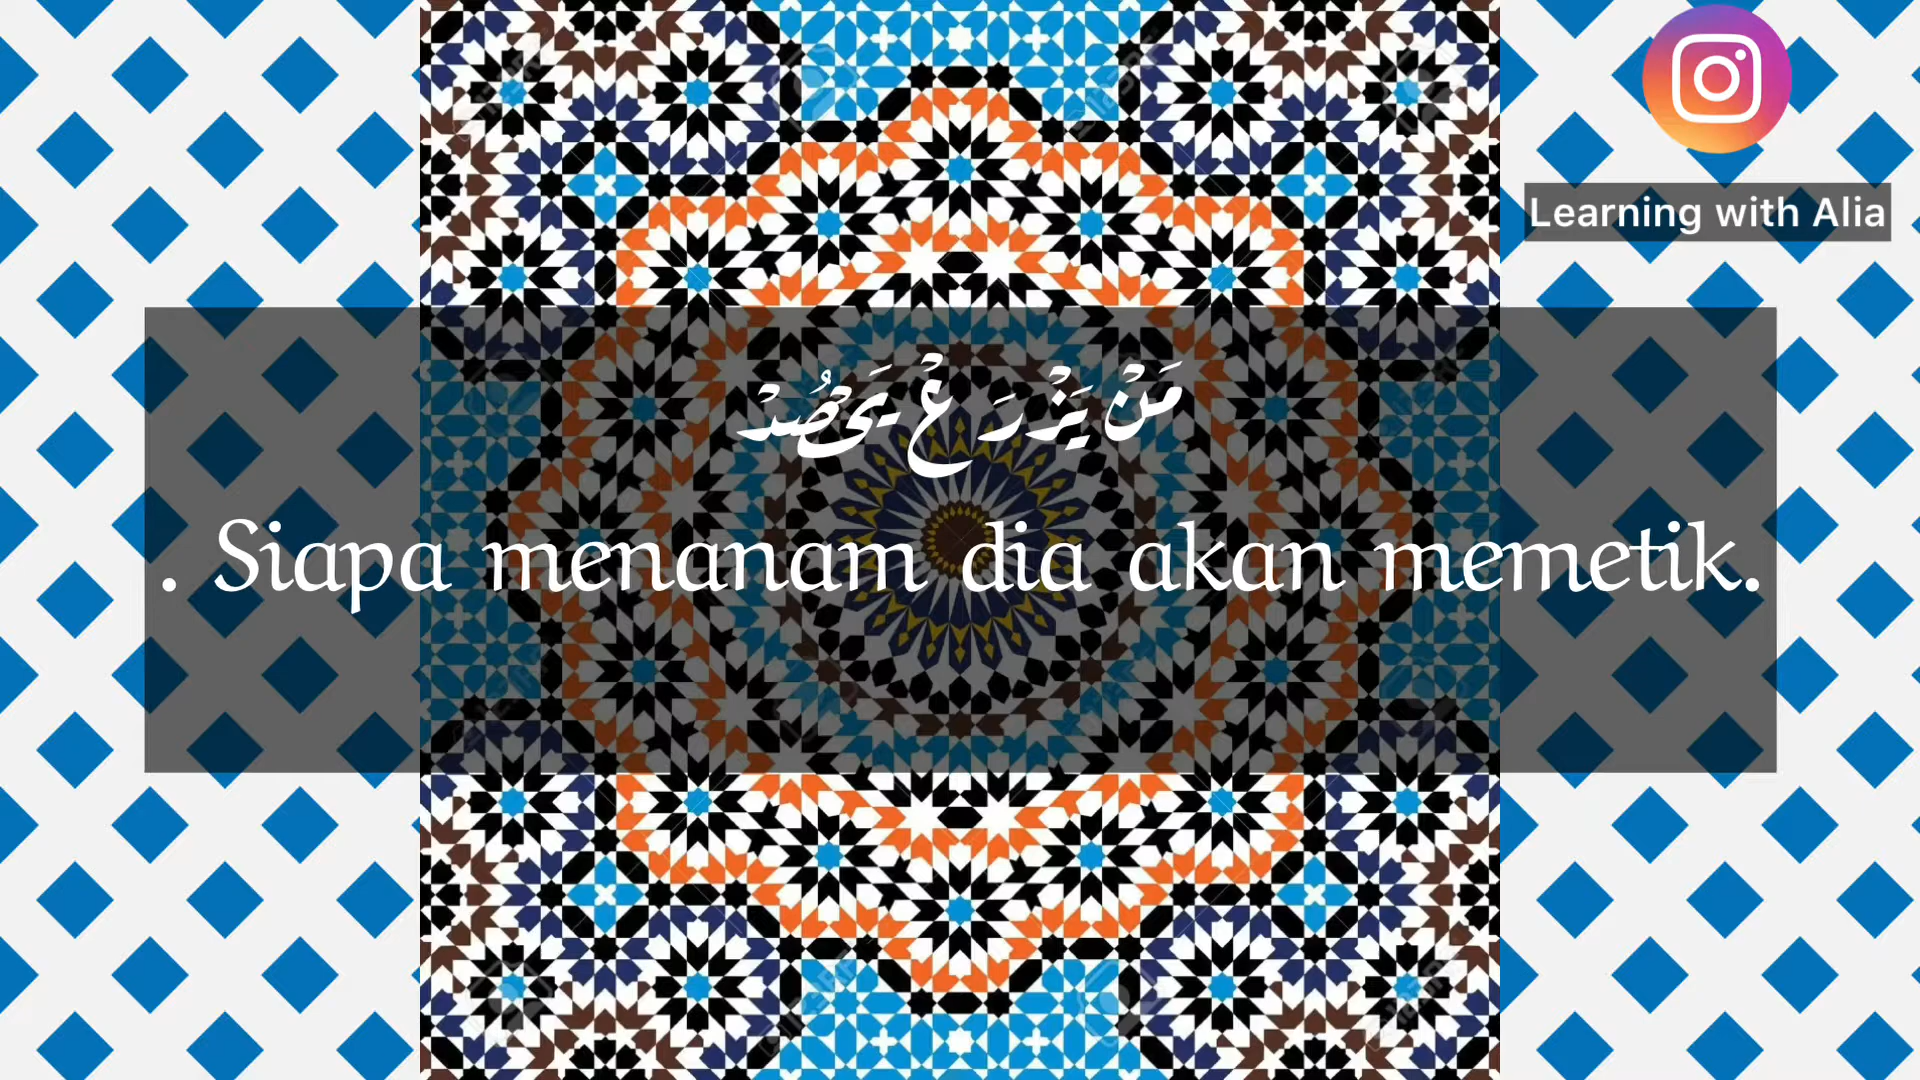 Learning with Alia
مَنْ يَزْرَعْ يَحْصُدْ
. Siapa menanam dia akan memetik.